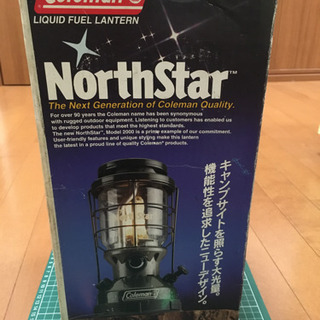 Coleman
LIQUID FUEL LANTERN
NorthStar™
The Next Generation of Coleman Quality.
For over 90 years the Coleman name has been synonymous
with rugged outdoor equipment. Listening to customers has enabled us
to develop products that meet the highest standards.
The new NorthStar™, Model 2000 is a prime example of our commitment.
User-friendly features and unique styling make this lantern
the latest in a proud line of quality Coleman® products.
キャンプサイトを照らす大光量。
機能性を追求したニューデザイン。
Coleman